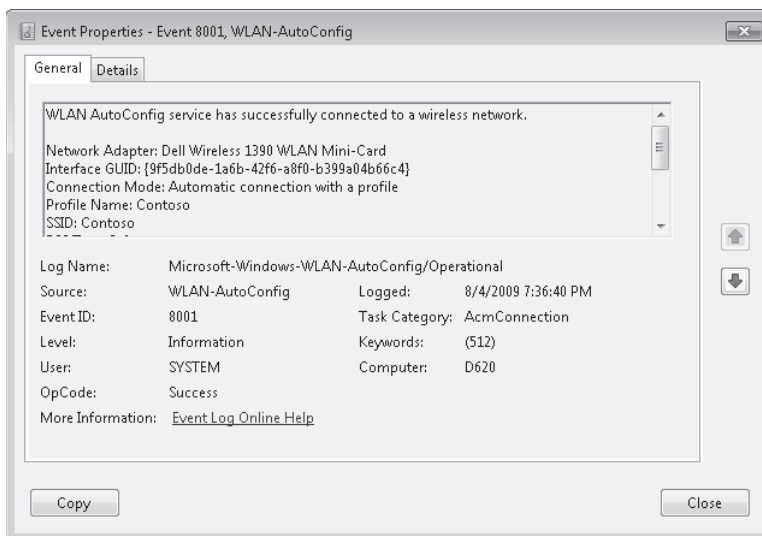 Event Properties - Event 8001, WLAN-AutoConfig
General Details
WLAN AutoConfig service has successfully connected to a wireless network.
Network Adapter: Dell Wireless 1390 WLAN Mini-Card
Interface GUID: {9f5db0de-1a6b-42f6-a8f0-b399a04b66c4}
Connection Mode: Automatic connection with a profile
Profile Name: Contoso
SSID: Contoso
Log Name: Microsoft-Windows-WLAN-AutoConfig/Operational
Source: WLAN-AutoConfig Logged: 8/4/2009 7:36:40 PM
Event ID: 8001 Task Category: AcmConnection
Level: Information Keywords: (512)
User: SYSTEM Computer: D620
OpCode: Success
More Information: Event Log Online Help
Copy Close